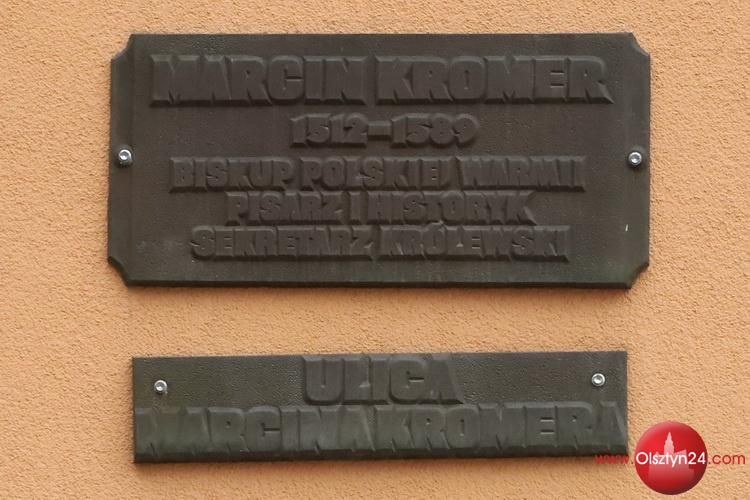 MARCIN KROMER
1512-1589
BISKUP POLSKIEJ WARMII
PISARZ I HISTORYK
SEKRETARZ KRÓLEWSKI
ULICA
MARCINA KROMERA
www.Olsztyn24.com